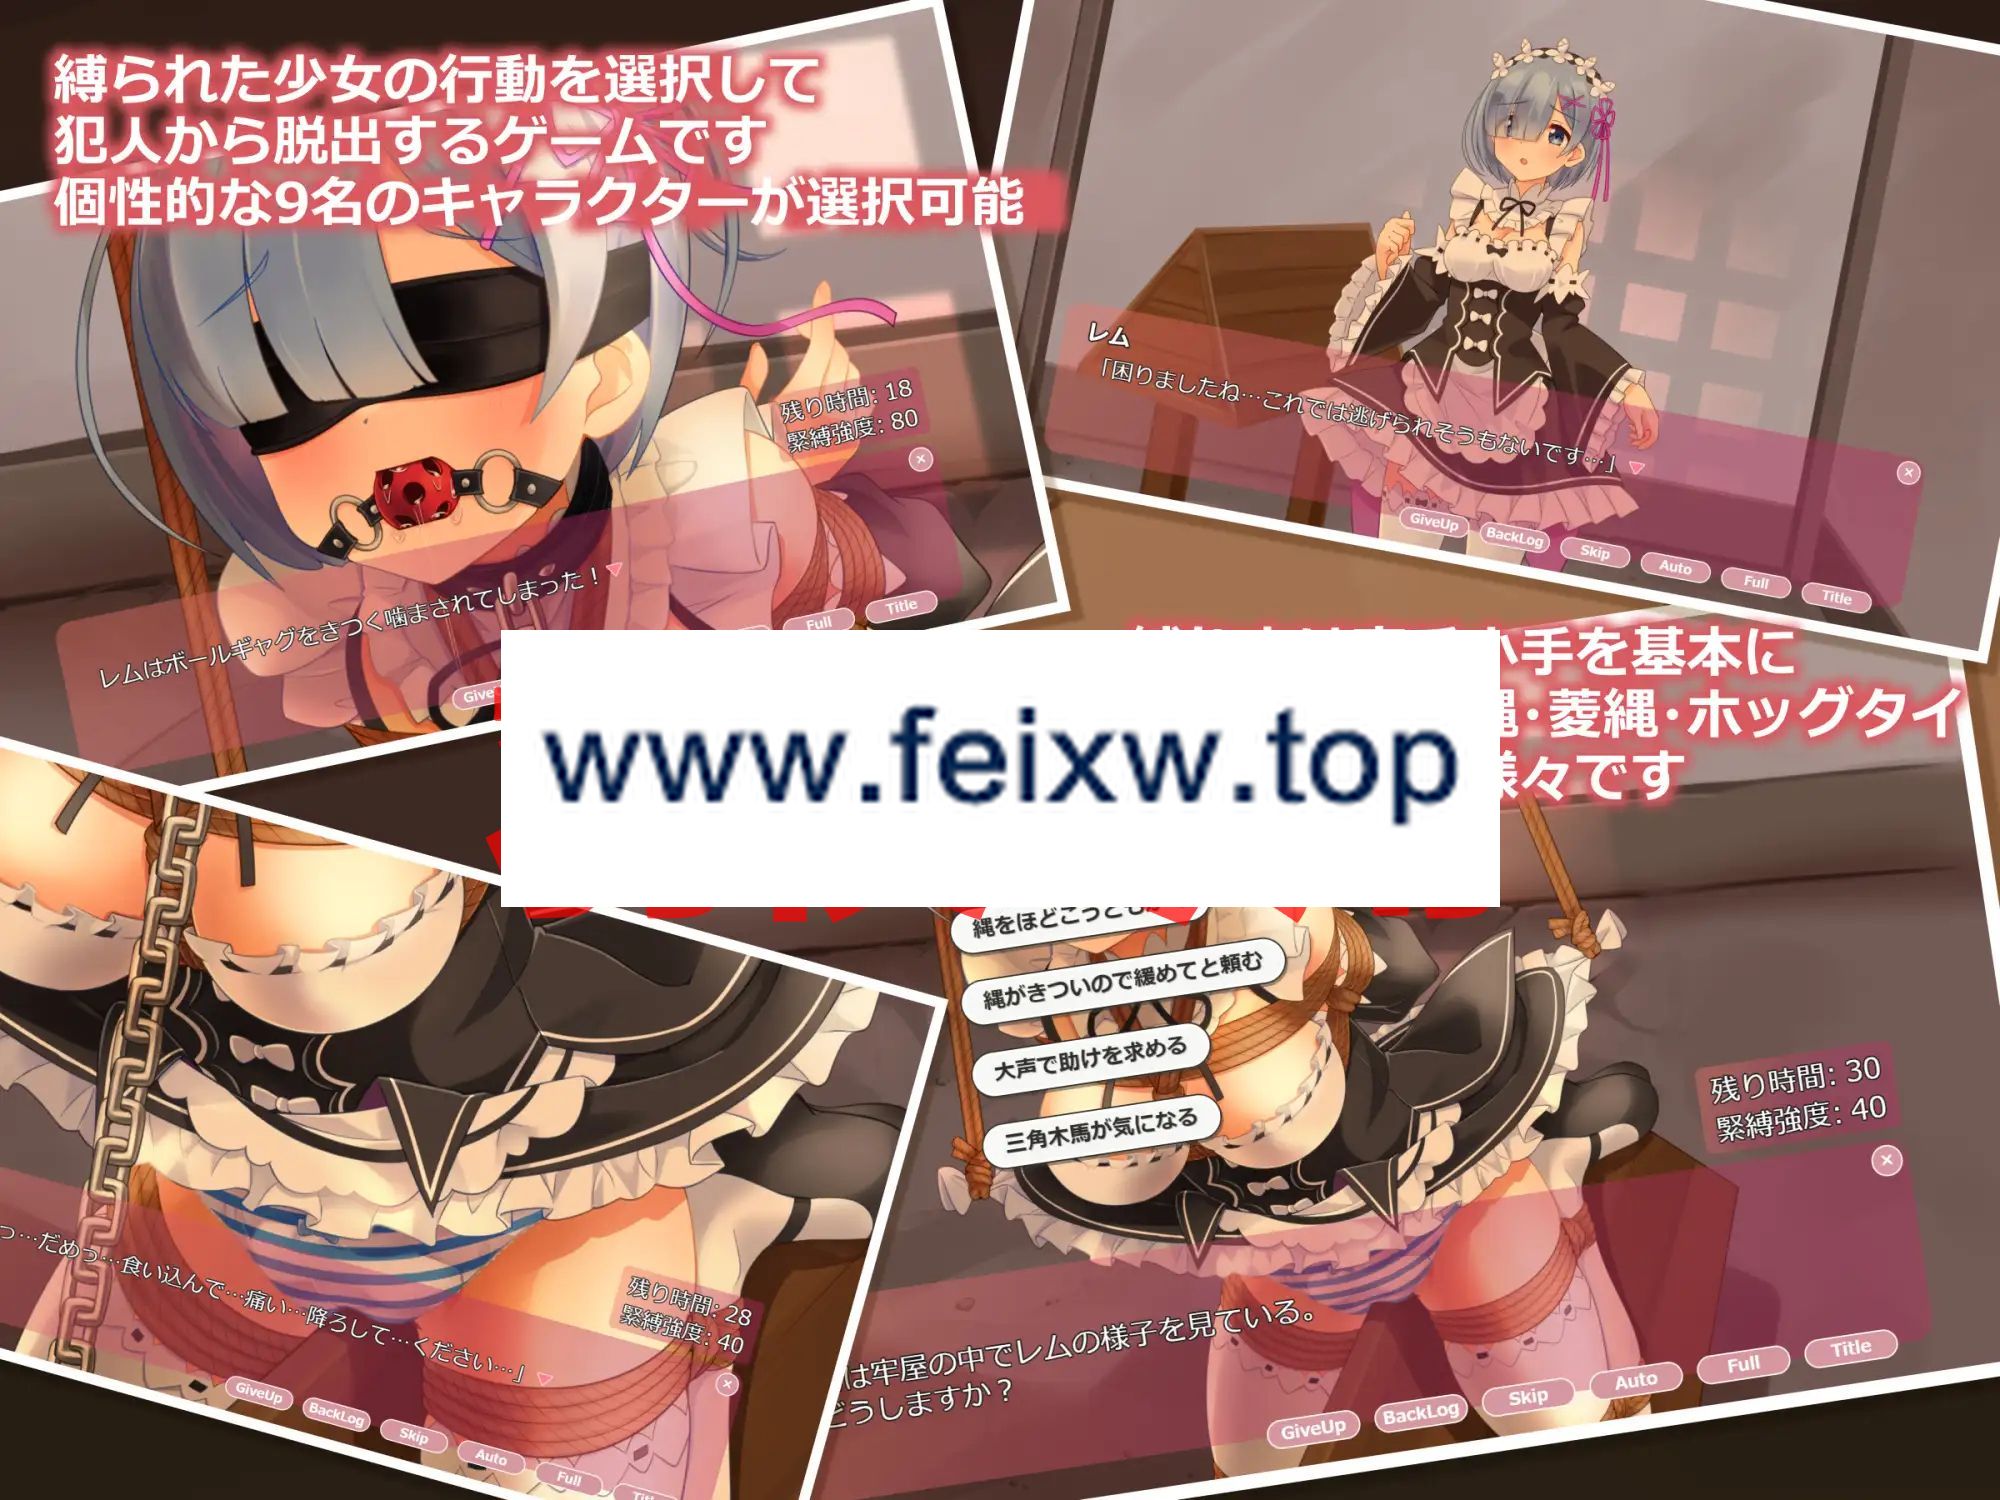 縛られた少女の行動を選択して
犯人から脱出するゲームです
個性的な9名のキャラクターが選択可能
残り時間: 18
緊縛強度: 80
レムはボールギャグをきつく噛まされてしまった！
Full
Title
レム
「困りましたね…これでは逃げられそうもないです…」
GiveUp
BackLog
Skip
Auto
Full
Title
小手を基本に
縄･菱縄･ホッグタイ
様々です
www.feixw.top
縄をほどこうと
縄がきついので緩めてと頼む
大声で助けを求める
三角木馬が気になる
残り時間: 30
緊縛強度: 40
は牢屋の中でレムの様子を見ている。
どうしますか？
GiveUp
BackLog
Skip
Auto
Full
Title
っ…だめっ…食い込んで…痛い…降ろして…ください…」
残り時間: 28
緊縛強度: 40
GiveUp
BackLog
Skip
Auto
Full